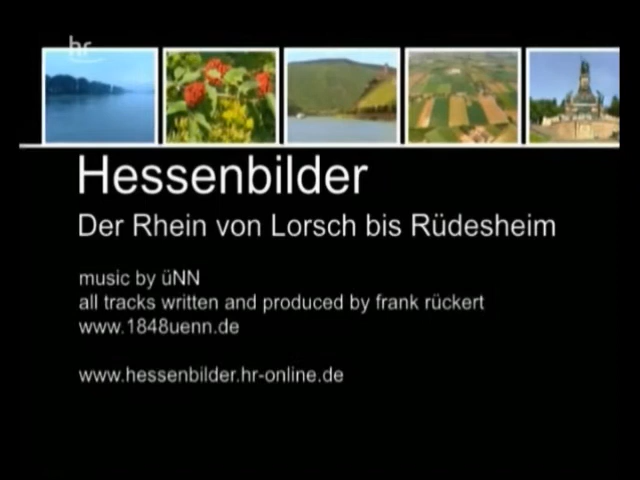 hr
Hessenbilder
Der Rhein von Lorsch bis Rüdesheim
music by üNN
all tracks written and produced by frank rückert
www.1848uenn.de
www.hessenbilder.hr-online.de